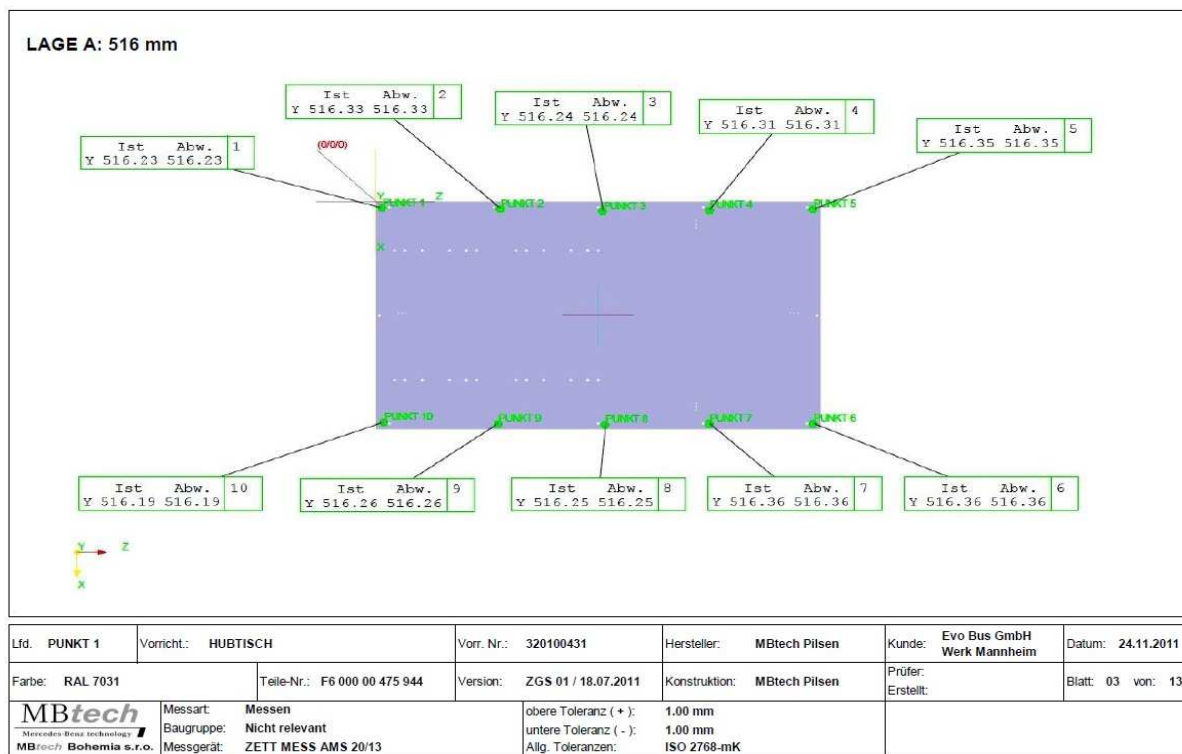 LAGE A: 516 mm
Ist Abw. 1
Y 516.23 516.23
Ist Abw. 2
Y 516.33 516.33
Ist Abw. 3
Y 516.24 516.24
Ist Abw. 4
Y 516.31 516.31
Ist Abw. 5
Y 516.35 516.35
(0/0/0)
Y Z
X
PUNKT 1 PUNKT 2 PUNKT 3 PUNKT 4 PUNKT 5
PUNKT 10 PUNKT 9 PUNKT 8 PUNKT 7 PUNKT 6
Ist Abw. 10
Y 516.19 516.19
Ist Abw. 9
Y 516.26 516.26
Ist Abw. 8
Y 516.25 516.25
Ist Abw. 7
Y 516.36 516.36
Ist Abw. 6
Y 516.36 516.36
Y Z
X
Lfd. PUNKT 1 Vorricht.: HUBTISCH Vorr. Nr.: 320100431 Hersteller: MBtech Pilsen Kunde: Evo Bus GmbH Werk Mannheim Datum: 24.11.2011
Farbe: RAL 7031 Teile-Nr.: F6 000 00 475 944 Version: ZGS 01 / 18.07.2011 Konstruktion: MBtech Pilsen Prüfer: Erstellt: Blatt: 03 von: 13
MBtech
Mercedes-Benz technology
MBtech Bohemia s.r.o.
Messart: Messen
Baugruppe: Nicht relevant
Messgerät: ZETT MESS AMS 20/13
obere Toleranz ( + ): 1.00 mm
untere Toleranz ( - ): 1.00 mm
Allg. Toleranzen: ISO 2768-mK